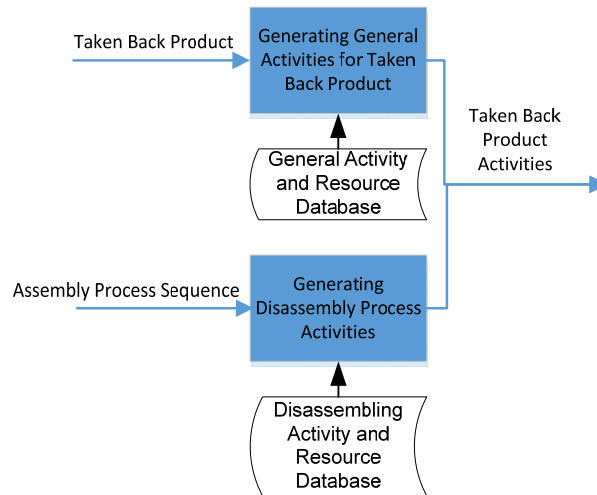 Taken Back Product
Generating General
Activities for Taken
Back Product
General Activity
and Resource
Database
Taken Back
Product
Activities
Assembly Process Sequence
Generating
Disassembly Process
Activities
Disassembling
Activity and
Resource
Database